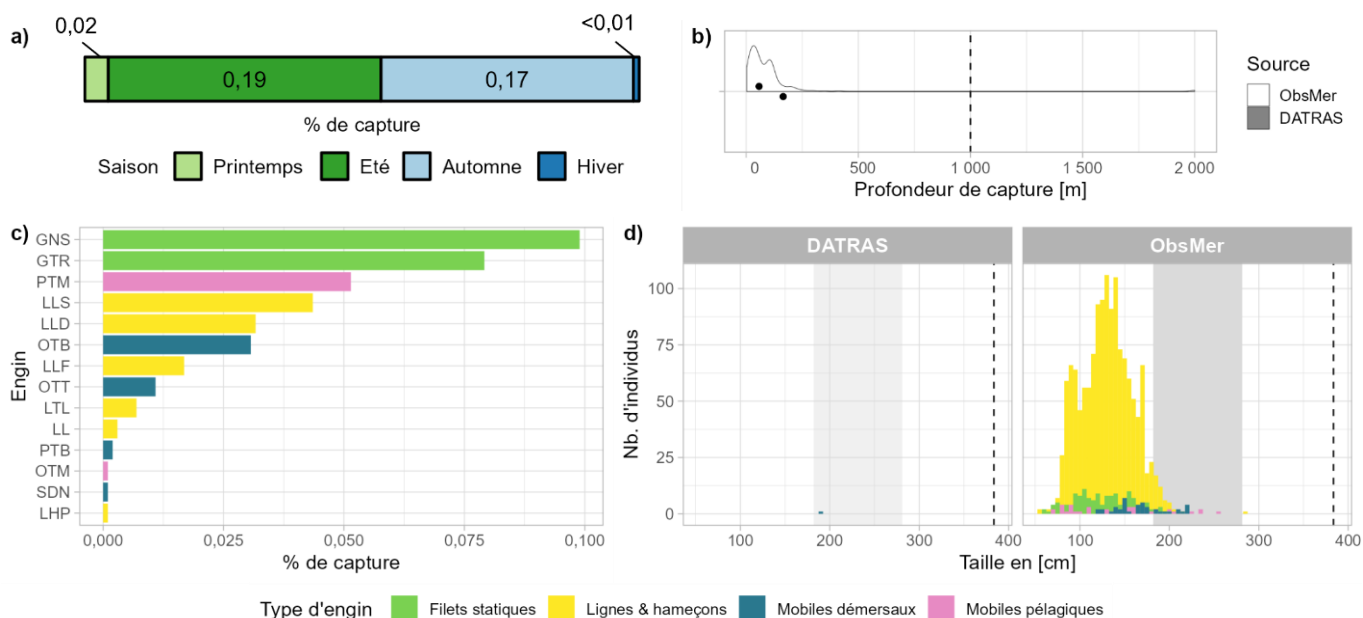 a)
0,02
<0,01
0,19
0,17
% de capture
Saison
Printemps
Eté
Automne
Hiver
b)
0
500
1 000
1 500
2 000
Profondeur de capture [m]
Source
ObsMer
DATRAS
c)
Engin
GNS
GTR
PTM
LLS
LLD
OTB
LLF
OTT
LTL
LL
PTB
OTM
SDN
LHP
0,000
0,025
0,050
0,075
0,100
% de capture
d)
DATRAS
ObsMer
Nb. d'individus
100
75
50
25
0
100
200
300
400
100
200
300
400
Taille en [cm]
Type d'engin
Filets statiques
Lignes & hameçons
Mobiles démersaux
Mobiles pélagiques